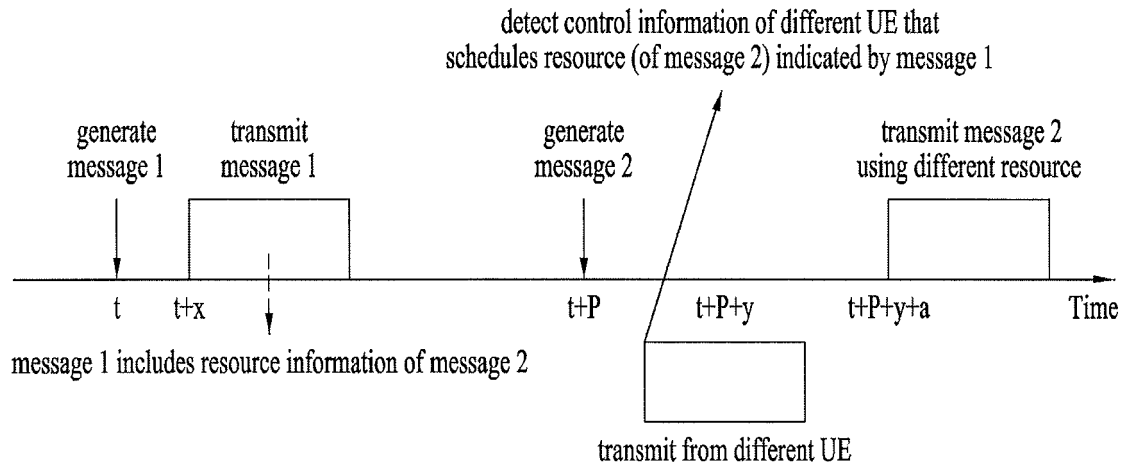 detect control information of different UE that
schedules resource (of message 2) indicated by message 1
generate
message 1
transmit
message 1
generate
message 2
transmit message 2
using different resource
t
t+x
t+P
t+P+y
t+P+y+a
Time
message 1 includes resource information of message 2
transmit from different UE